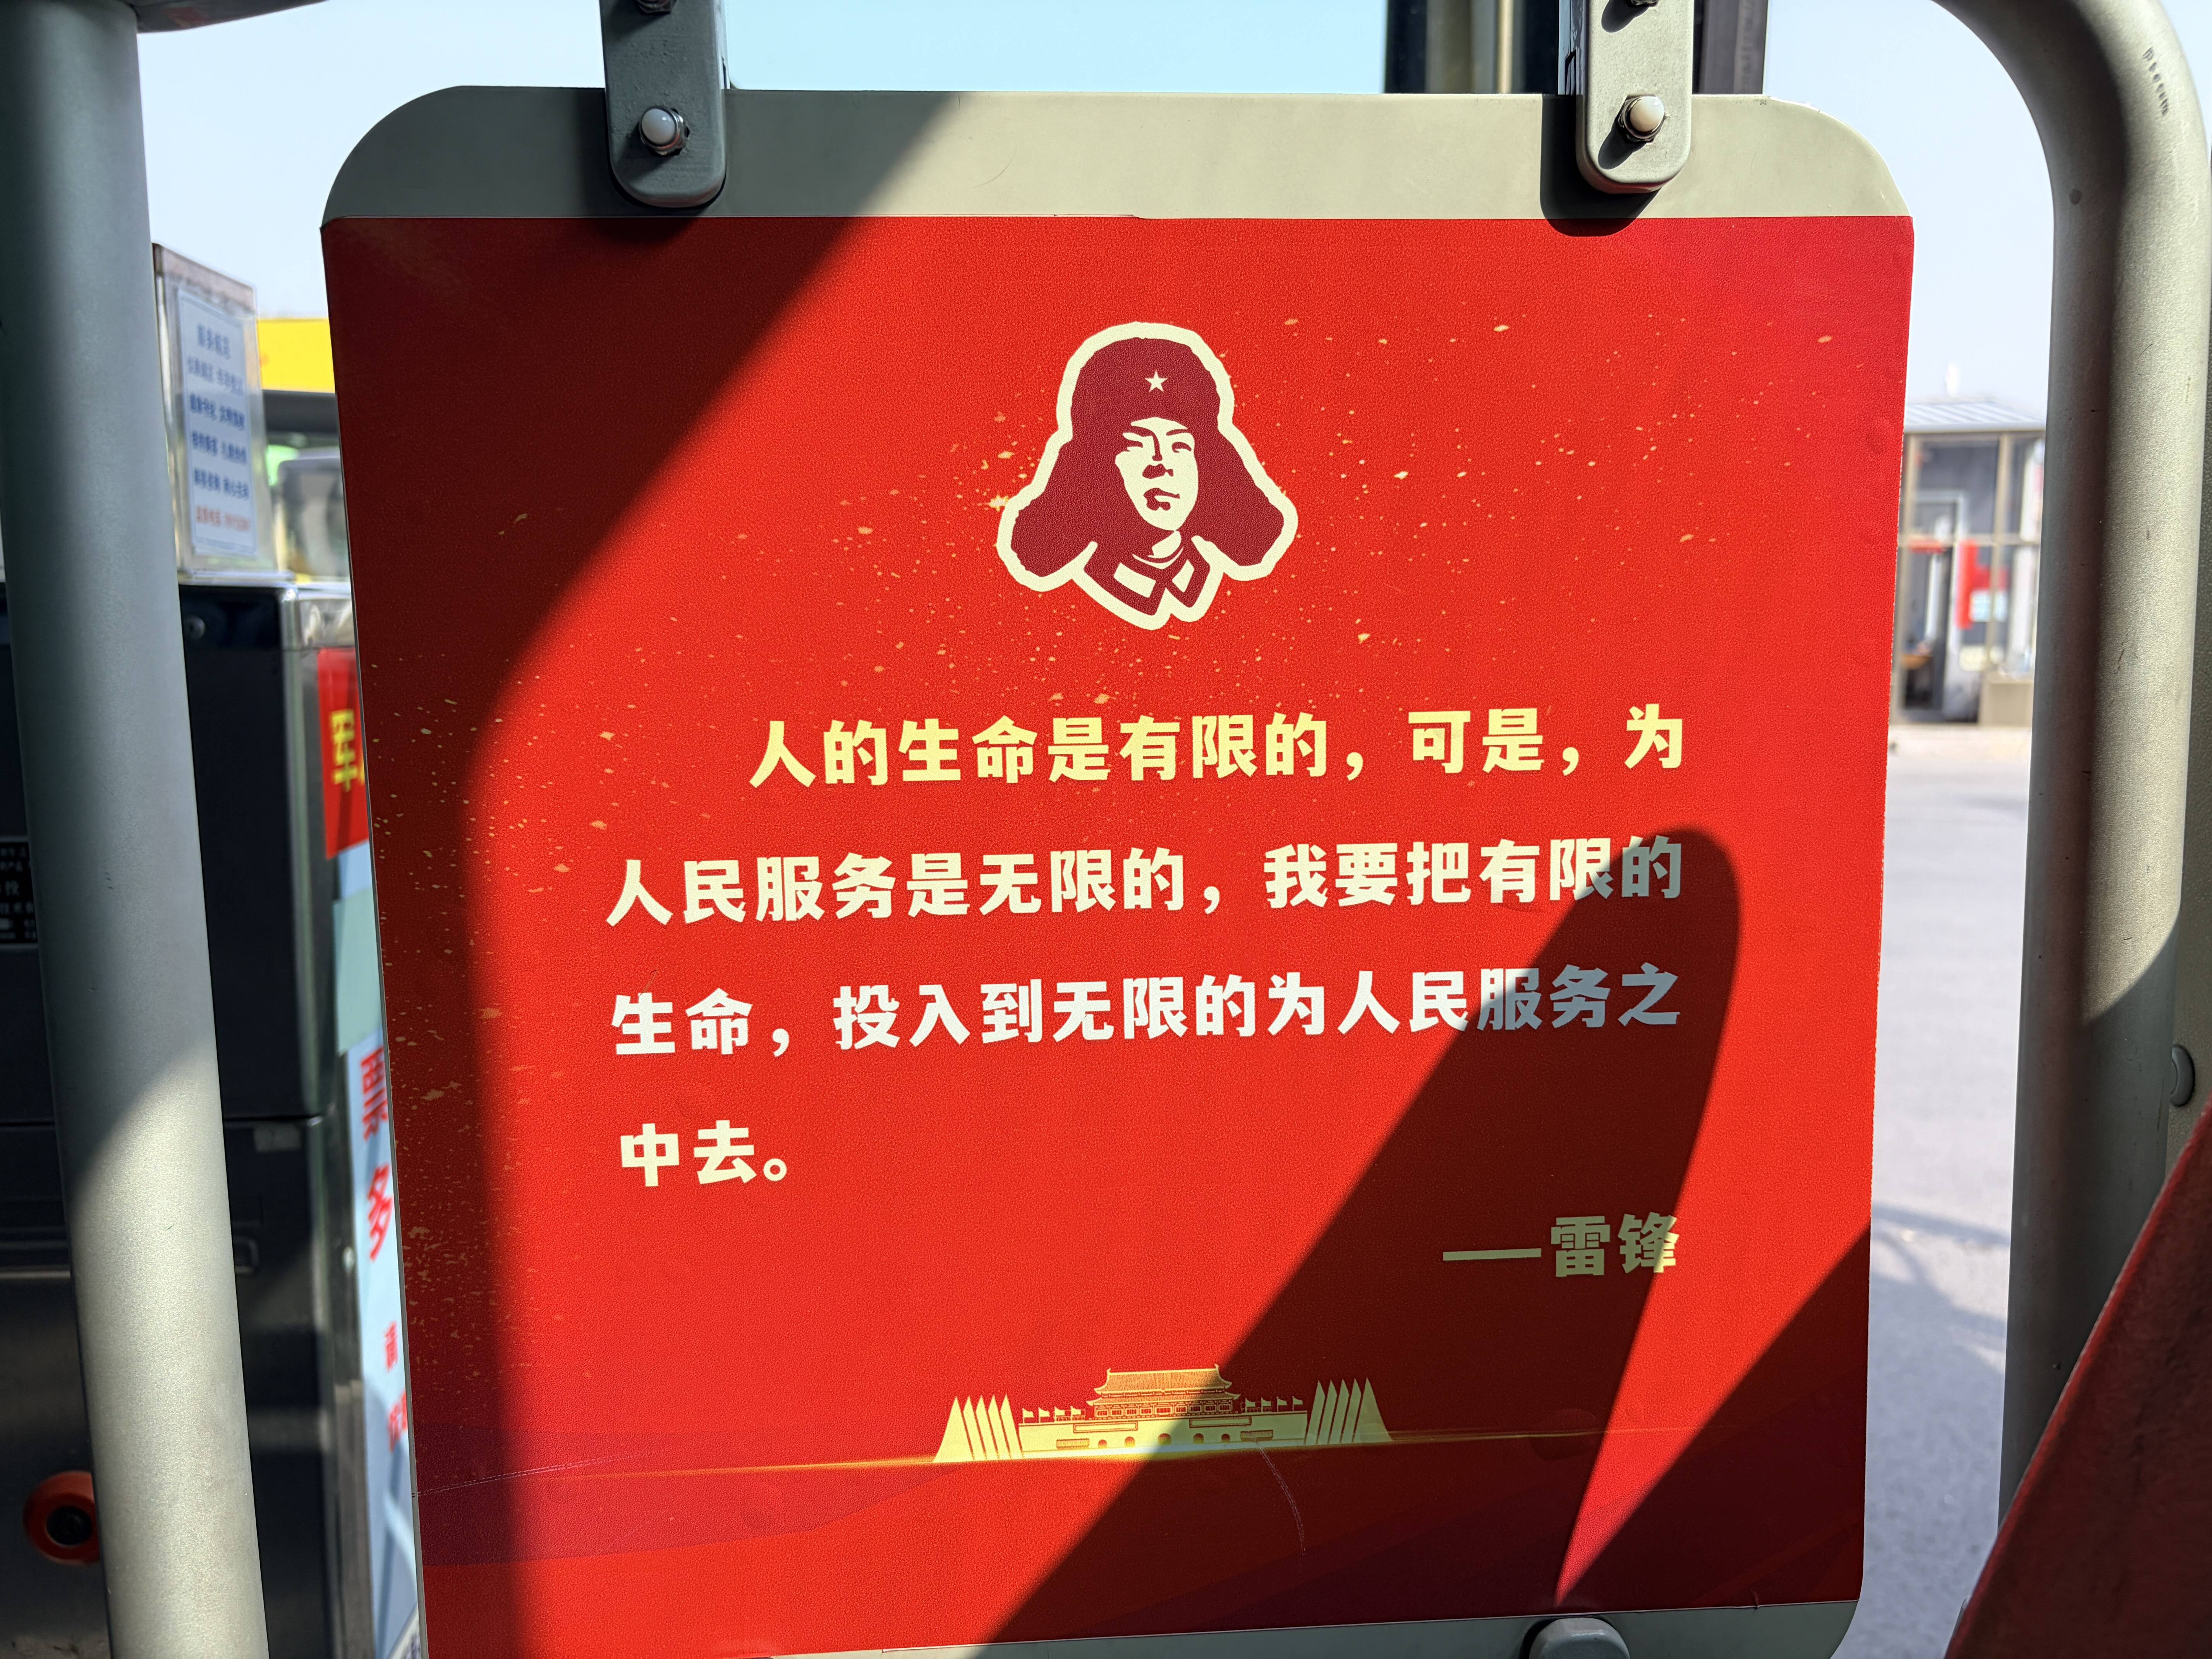 人的生命是有限的，可是，为
人民服务是无限的，我要把有限的
生命，投入到无限的为人民服务之
中去。
——雷锋
票
多